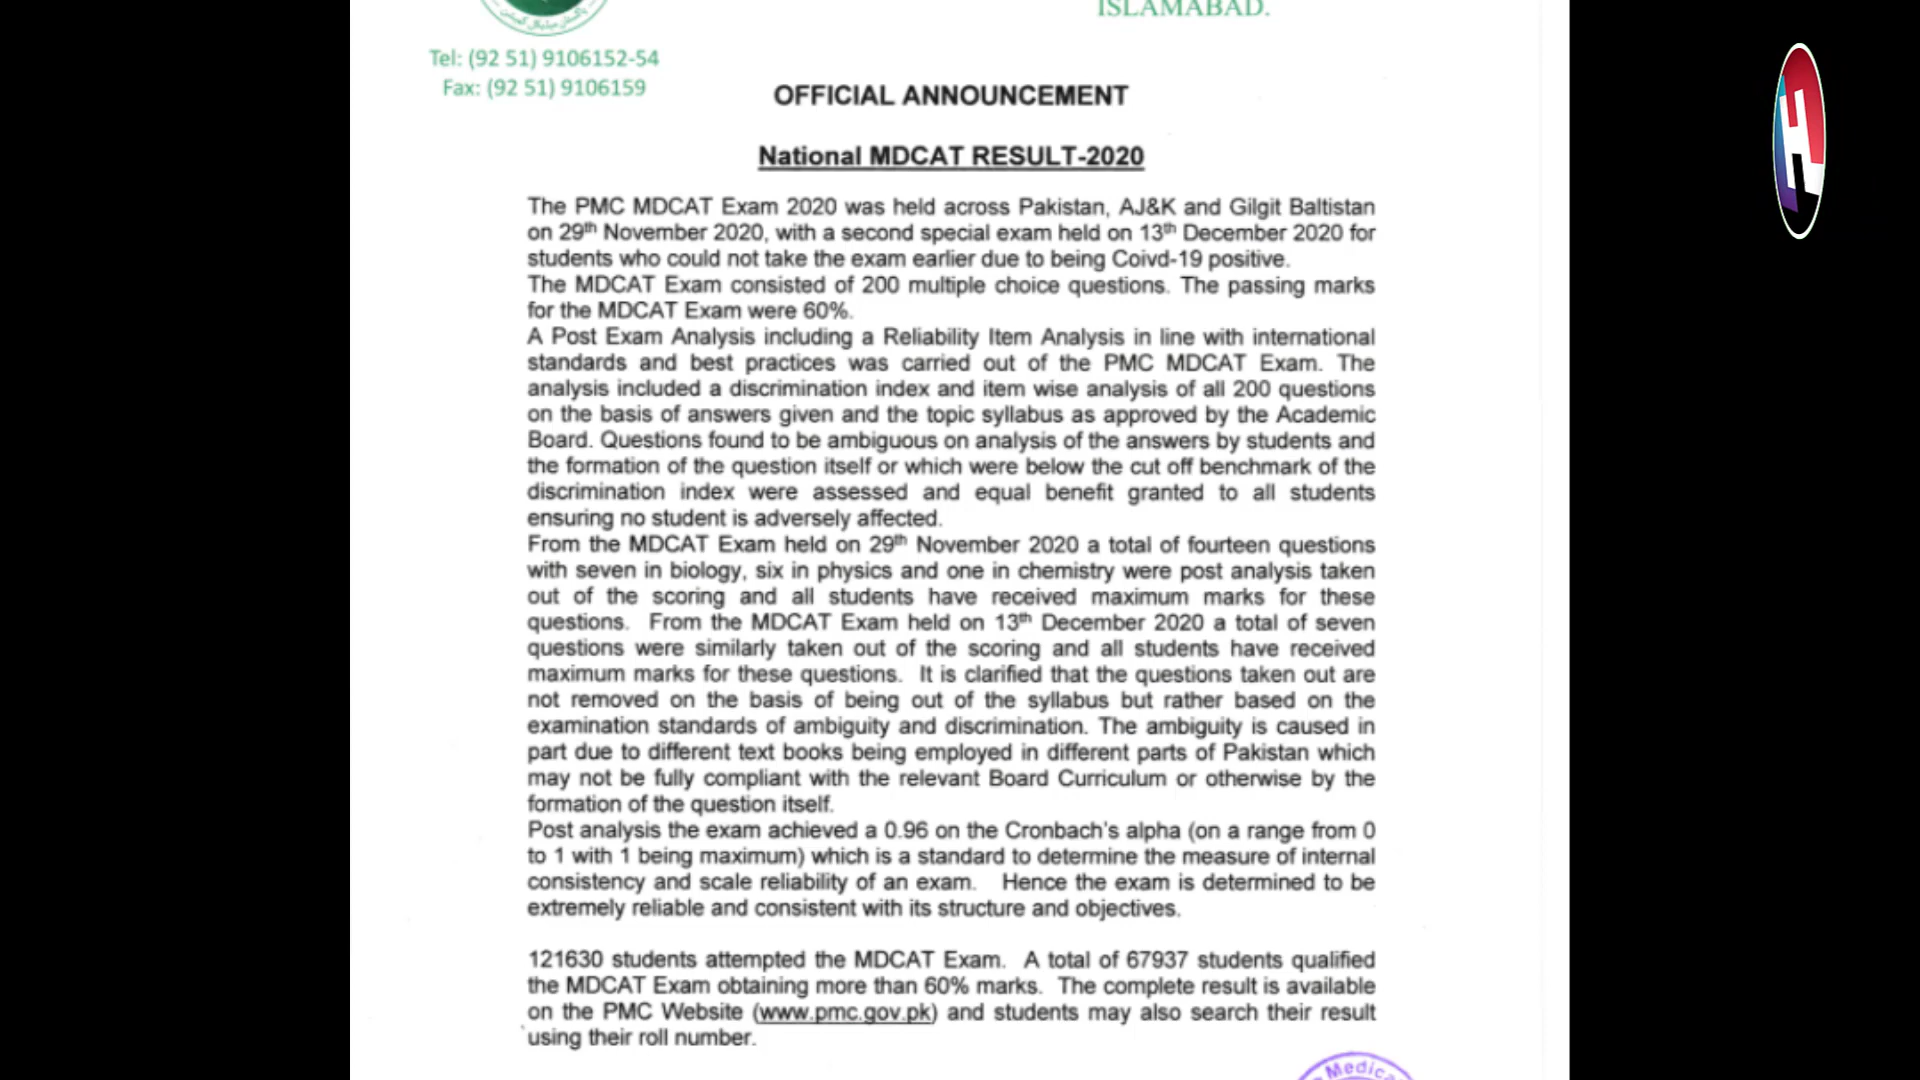 پاکستان میڈیکل کمیشن
ISLAMABAD.
Tel: (92 51) 9106152-54
Fax: (92 51) 9106159
OFFICIAL ANNOUNCEMENT
National MDCAT RESULT-2020
The PMC MDCAT Exam 2020 was held across Pakistan, AJ&K and Gilgit Baltistan
on 29th November 2020, with a second special exam held on 13th December 2020 for
students who could not take the exam earlier due to being Coivd-19 positive.
The MDCAT Exam consisted of 200 multiple choice questions. The passing marks
for the MDCAT Exam were 60%.
A Post Exam Analysis including a Reliability Item Analysis in line with international
standards and best practices was carried out of the PMC MDCAT Exam. The
analysis included a discrimination index and item wise analysis of all 200 questions
on the basis of answers given and the topic syllabus as approved by the Academic
Board. Questions found to be ambiguous on analysis of the answers by students and
the formation of the question itself or which were below the cut off benchmark of the
discrimination index were assessed and equal benefit granted to all students
ensuring no student is adversely affected.
From the MDCAT Exam held on 29th November 2020 a total of fourteen questions
with seven in biology, six in physics and one in chemistry were post analysis taken
out of the scoring and all students have received maximum marks for these
questions. From the MDCAT Exam held on 13th December 2020 a total of seven
questions were similarly taken out of the scoring and all students have received
maximum marks for these questions. It is clarified that the questions taken out are
not removed on the basis of being out of the syllabus but rather based on the
examination standards of ambiguity and discrimination. The ambiguity is caused in
part due to different text books being employed in different parts of Pakistan which
may not be fully compliant with the relevant Board Curriculum or otherwise by the
formation of the question itself.
Post analysis the exam achieved a 0.96 on the Cronbach's alpha (on a range from 0
to 1 with 1 being maximum) which is a standard to determine the measure of internal
consistency and scale reliability of an exam. Hence the exam is determined to be
extremely reliable and consistent with its structure and objectives.
121630 students attempted the MDCAT Exam. A total of 67937 students qualified
the MDCAT Exam obtaining more than 60% marks. The complete result is available
on the PMC Website (www.pmc.gov.pk) and students may also search their result
using their roll number.
Medica
H